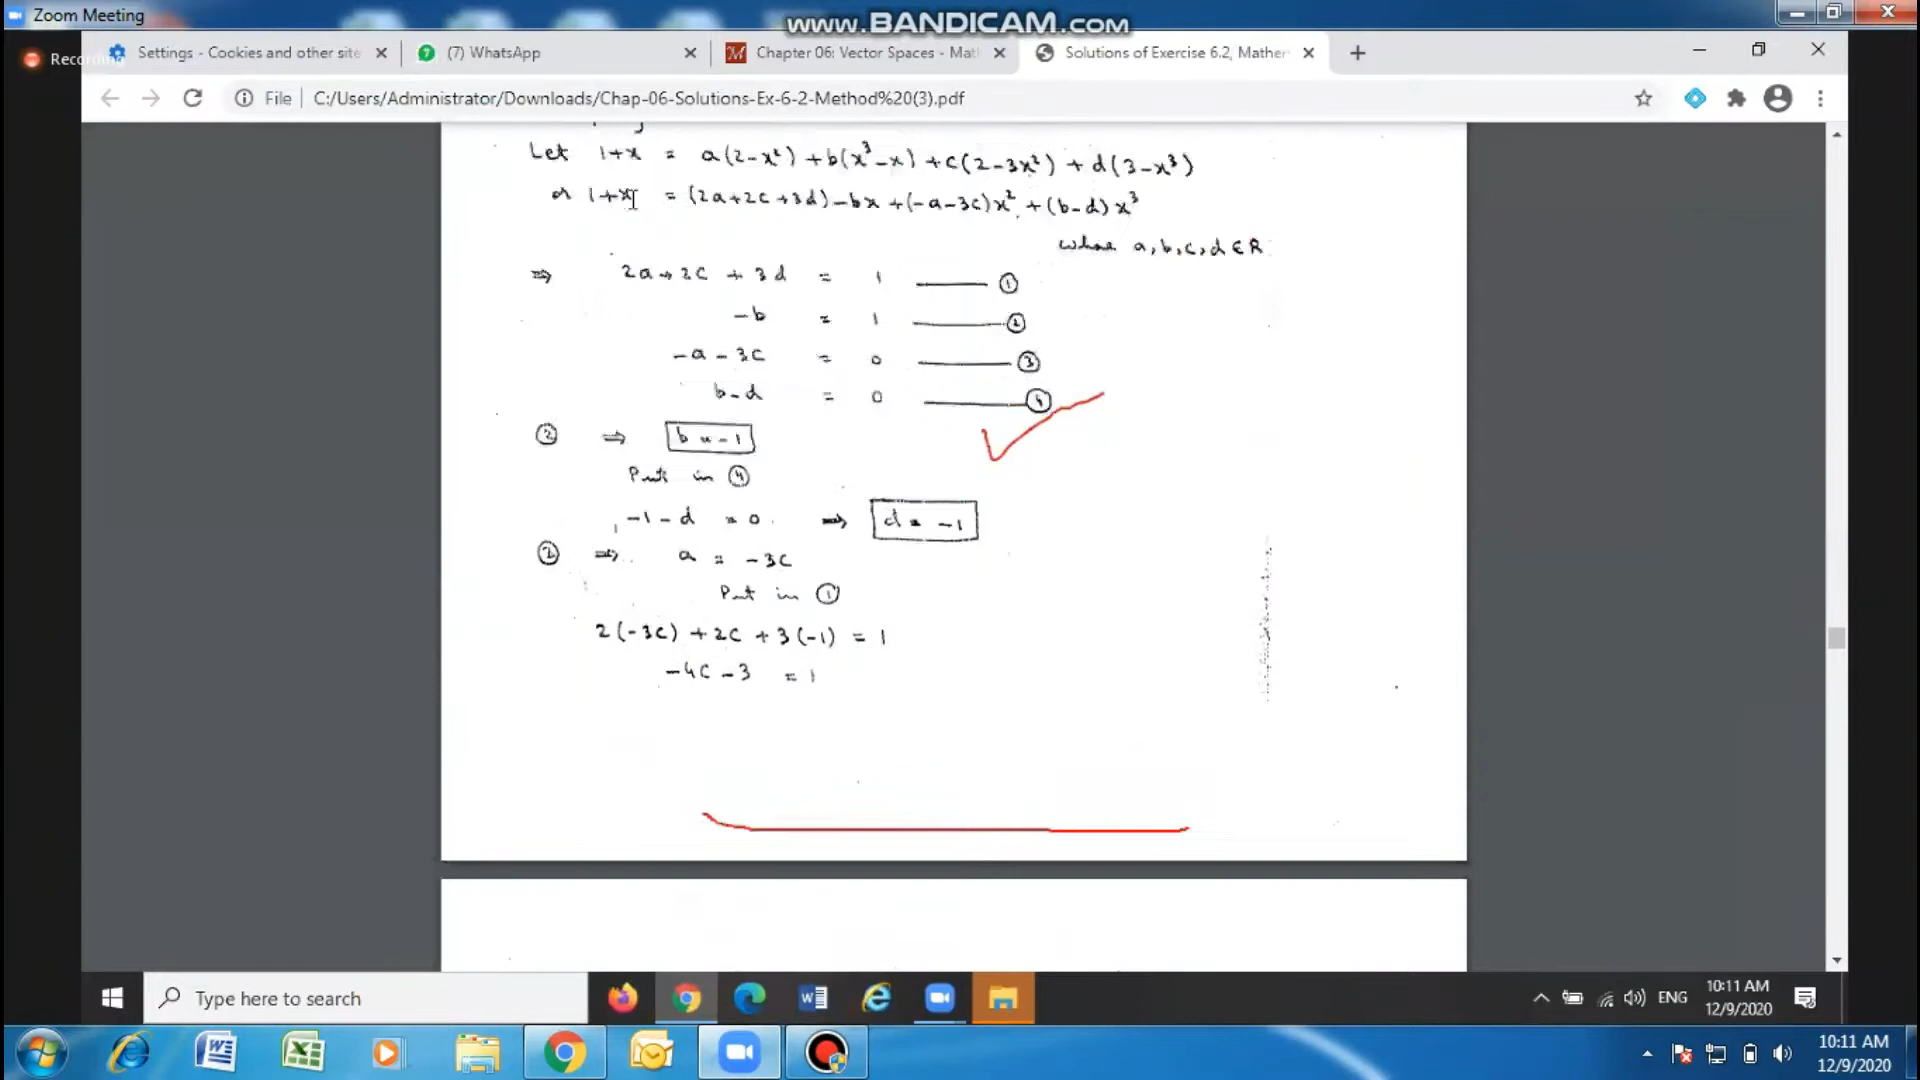 Zoom Meeting
WWW.BANDICAM.COM
Recording
Settings - Cookies and other site
(7) WhatsApp
Chapter 06: Vector Spaces - Mat
Solutions of Exercise 6.2, Mather
File
C:/Users/Administrator/Downloads/Chap-06-Solutions-Ex-6-2-Method%20(3).pdf
Let 1+x = a(2-x²) + b(x³-x) + c(2-3x²) + d(3-x³)
or 1+x = (2a+2c+3d) - bx + (-a-3c)x² + (b-d)x³
where a,b,c,d ∈ R
⇒ 2a+2c + 3d = 1 —— ①
-b = 1 —— ②
-a - 3c = 0 —— ③
b-d = 0 —— ④
② ⇒ b = -1
Put in ④
-1-d = 0 ⇒ d = -1
② ⇒ a = -3c
Put in ①
2(-3c) + 2c + 3(-1) = 1
-4c - 3 = 1
Type here to search
ENG
10:11 AM
12/9/2020
10:11 AM
12/9/2020